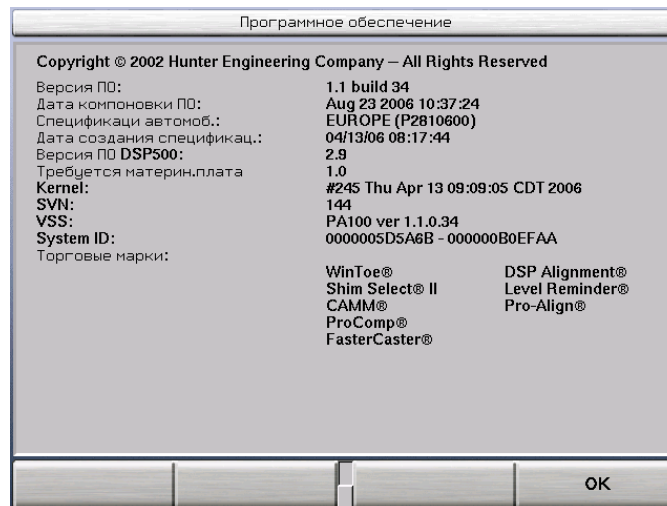 Программное обеспечение
Copyright © 2002 Hunter Engineering Company – All Rights Reserved
Версия ПО: 1.1 build 34
Дата компоновки ПО: Aug 23 2006 10:37:24
Спецификаци автомоб.: EUROPE (P2810600)
Дата создания спецификац.: 04/13/06 08:17:44
Версия ПО DSP500: 2.9
Требуется материн.плата 1.0
Kernel: #245 Thu Apr 13 09:09:05 CDT 2006
SVN: 144
VSS: PA100 ver 1.1.0.34
System ID: 0000005D5A6B - 000000B0EFAA
Торговые марки:
WinToe® DSP Alignment®
Shim Select® II Level Reminder®
CAMM® Pro-Align®
ProComp®
FasterCaster®
OK